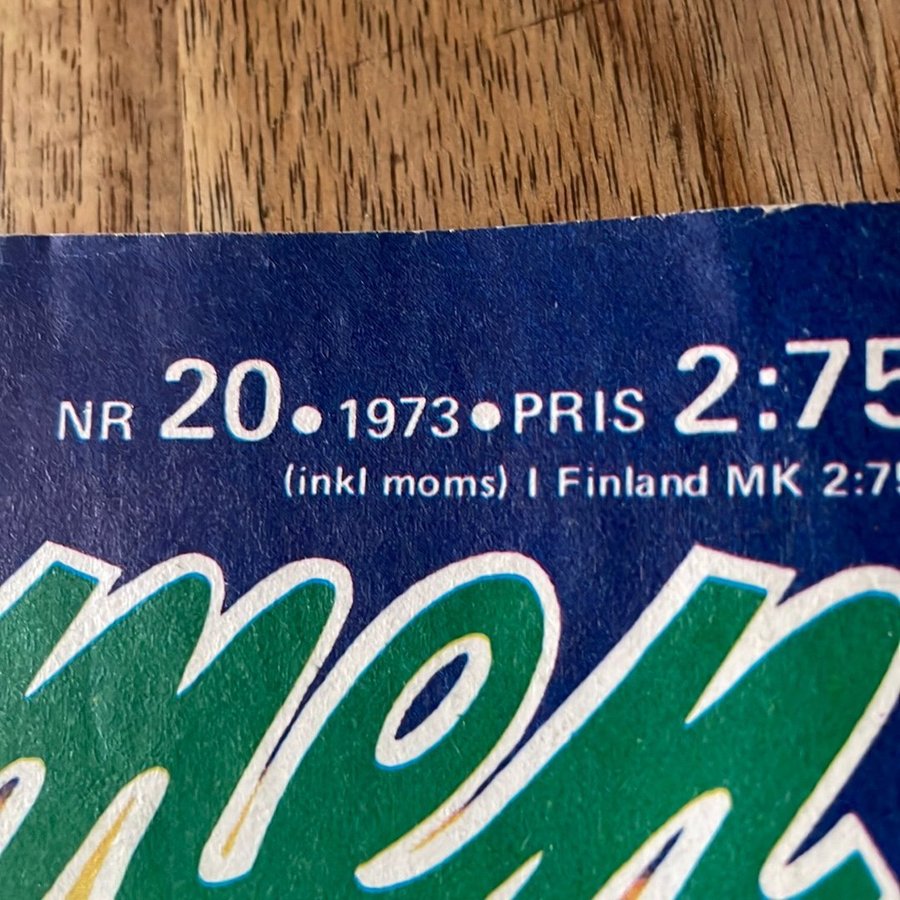 NR 20 • 1973 • PRIS 2:75
(inkl moms) I Finland MK 2:75